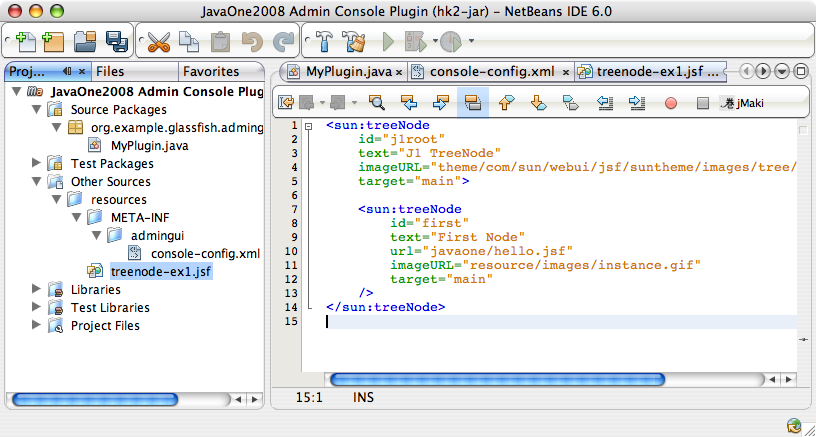 JavaOne2008 Admin Console Plugin (hk2-jar) - NetBeans IDE 6.0
Proj...
Files
Favorites
JavaOne2008 Admin Console Plug
Source Packages
org.example.glassfish.adming
MyPlugin.java
Test Packages
Other Sources
resources
META-INF
admingui
console-config.xml
treenode-ex1.jsf
Libraries
Test Libraries
Project Files
MyPlugin.java
console-config.xml
treenode-ex1.jsf ...
jMaki
1 <sun:treeNode
2 id="j1root"
3 text="J1 TreeNode"
4 imageURL="theme/com/sun/webui/jsf/suntheme/images/tree/
5 target="main">
6
7 <sun:treeNode
8 id="first"
9 text="First Node"
10 url="javaone/hello.jsf"
11 imageURL="resource/images/instance.gif"
12 target="main"
13 />
14 </sun:treeNode>
15
15:1 INS